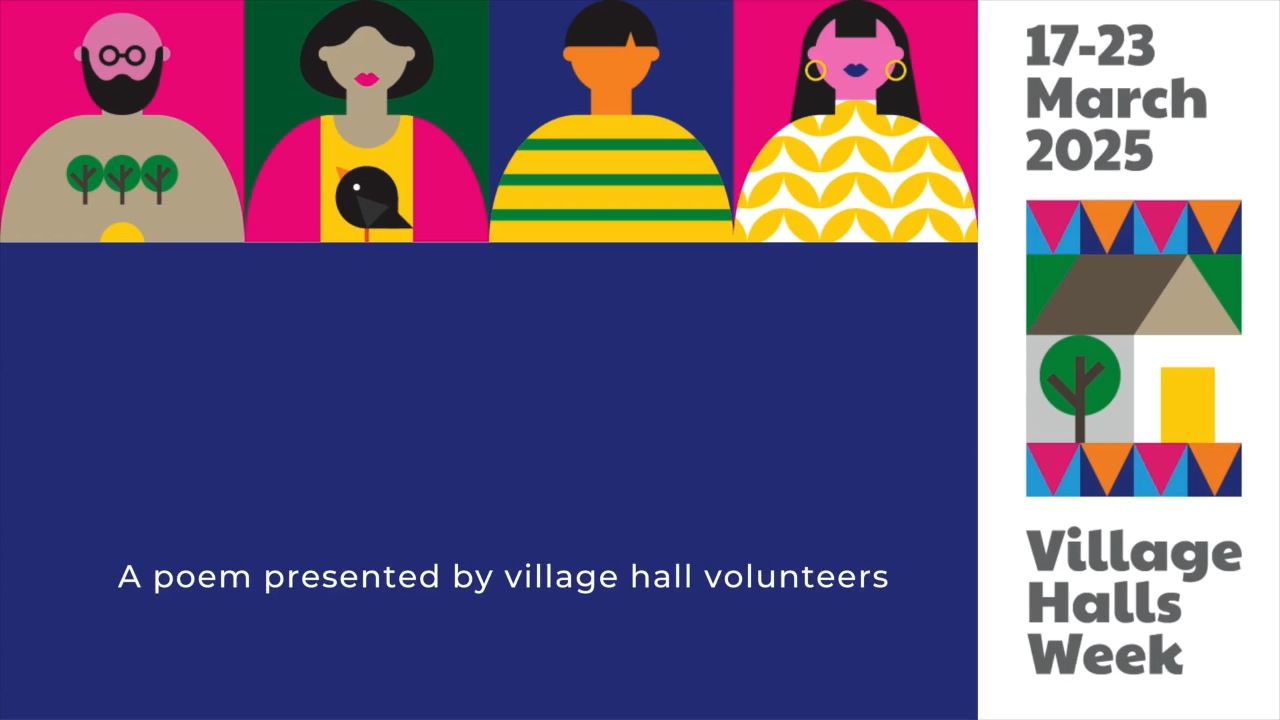 17-23
March
2025
A poem presented by village hall volunteers
Village
Halls
Week